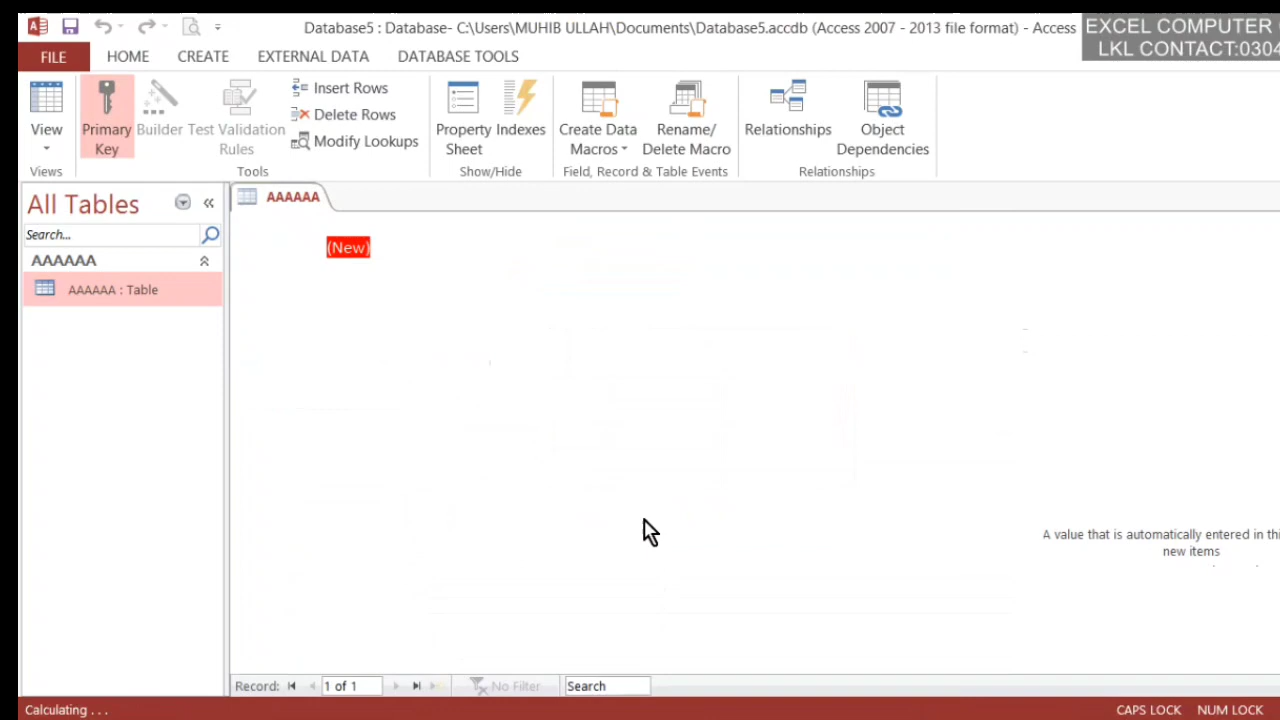 Database5 : Database- C:\Users\MUHIB ULLAH\Documents\Database5.accdb (Access 2007 - 2013 file format) - Access
EXCEL COMPUTER
LKL CONTACT:0304
FILE HOME CREATE EXTERNAL DATA DATABASE TOOLS
View
Primary Key
Builder
Test Validation Rules
Insert Rows
Delete Rows
Modify Lookups
Property Sheet
Indexes
Create Data Macros
Rename/ Delete Macro
Relationships
Object Dependencies
Views Tools Show/Hide Field, Record & Table Events Relationships
All Tables
Search...
AAAAAA
AAAAAA : Table
AAAAAA
(New)
A value that is automatically entered in
new items
Record: 1 of 1 No Filter Search
Calculating . . . CAPS LOCK NUM LOCK